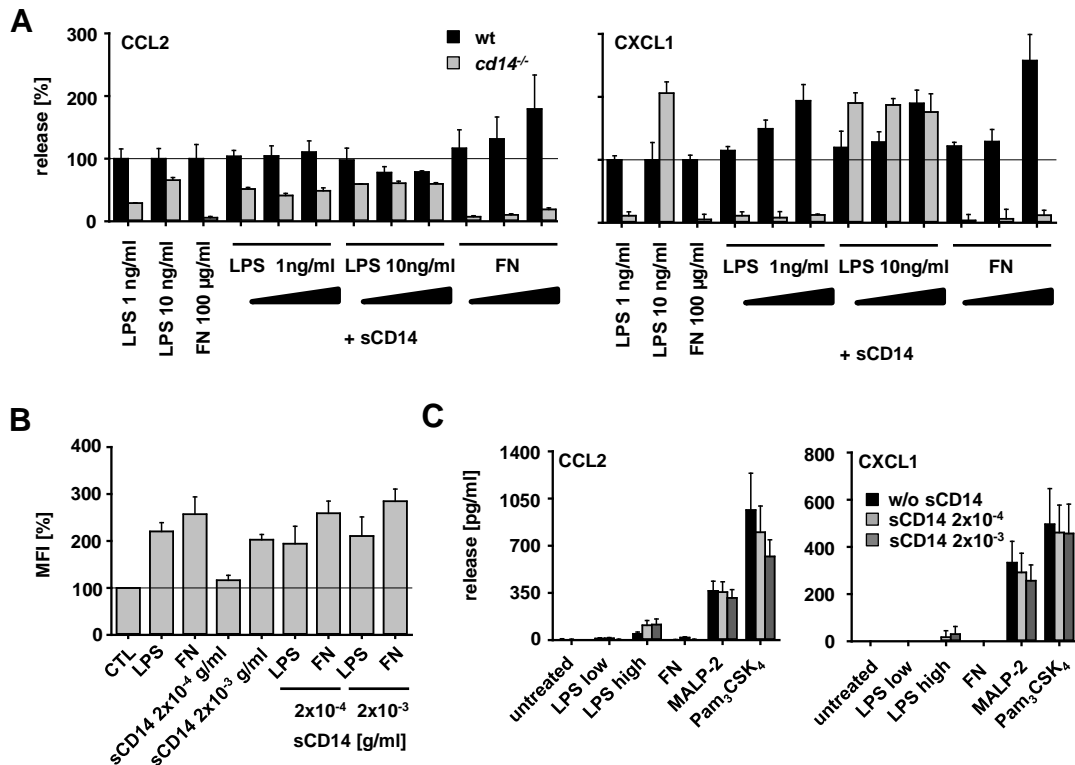 A
CCL2
wt
cd14-/-
release [%]
300
200
100
0
LPS 1 ng/ml
LPS 10 ng/ml
FN 100 µg/ml
LPS 1ng/ml
LPS 10ng/ml
FN
+ sCD14
CXCL1
LPS 1 ng/ml
LPS 10 ng/ml
FN 100 µg/ml
LPS 1ng/ml
LPS 10ng/ml
FN
+ sCD14
B
MFI [%]
400
300
200
100
0
CTL
LPS
FN
sCD14 2x10-4 g/ml
sCD14 2x10-3 g/ml
LPS
FN
LPS
FN
2x10-4
2x10-3
sCD14 [g/ml]
C
CCL2
release [pg/ml]
1400
1050
700
350
0
untreated
LPS low
LPS high
FN
MALP-2
Pam3CSK4
CXCL1
w/o sCD14
sCD14 2x10-4
sCD14 2x10-3
800
600
400
200
0
untreated
LPS low
LPS high
FN
MALP-2
Pam3CSK4